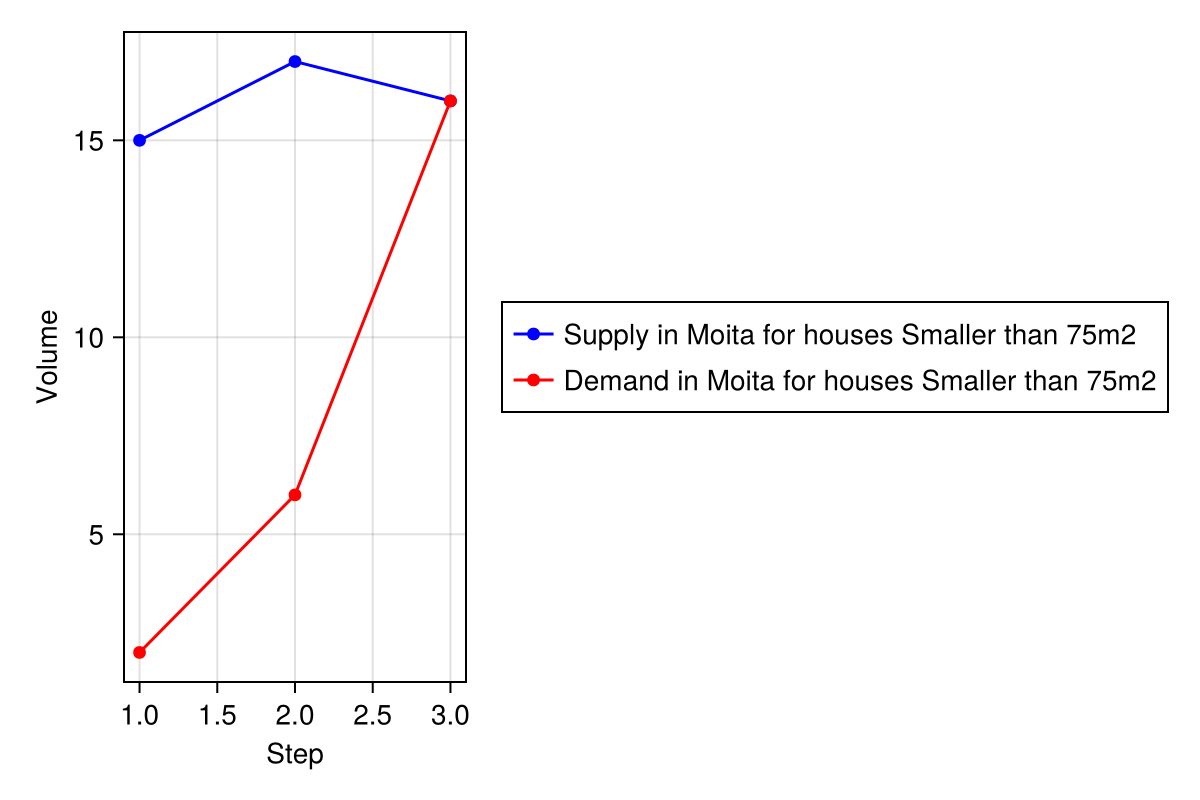 15
10
5
Volume
1.0 1.5 2.0 2.5 3.0
Step
Supply in Moita for houses Smaller than 75m2
Demand in Moita for houses Smaller than 75m2